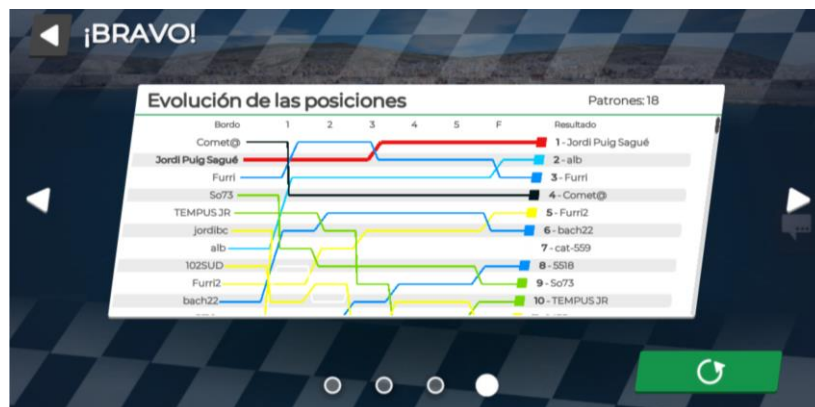 ¡BRAVO!
Evolución de las posiciones Patrones: 18
Bordo 1 2 3 4 5 F Resultado
Comet@ 1 - Jordi Puig Sagué
Jordi Puig Sagué 2 - alb
Furri 3 - Furri
So73 4 - Comet@
TEMPUS JR 5 - Furri2
jordibc 6 - bach22
alb 7 - cat-559
102SUD 8 - 5518
Furri2 9 - So73
bach22 10 - TEMPUS JR